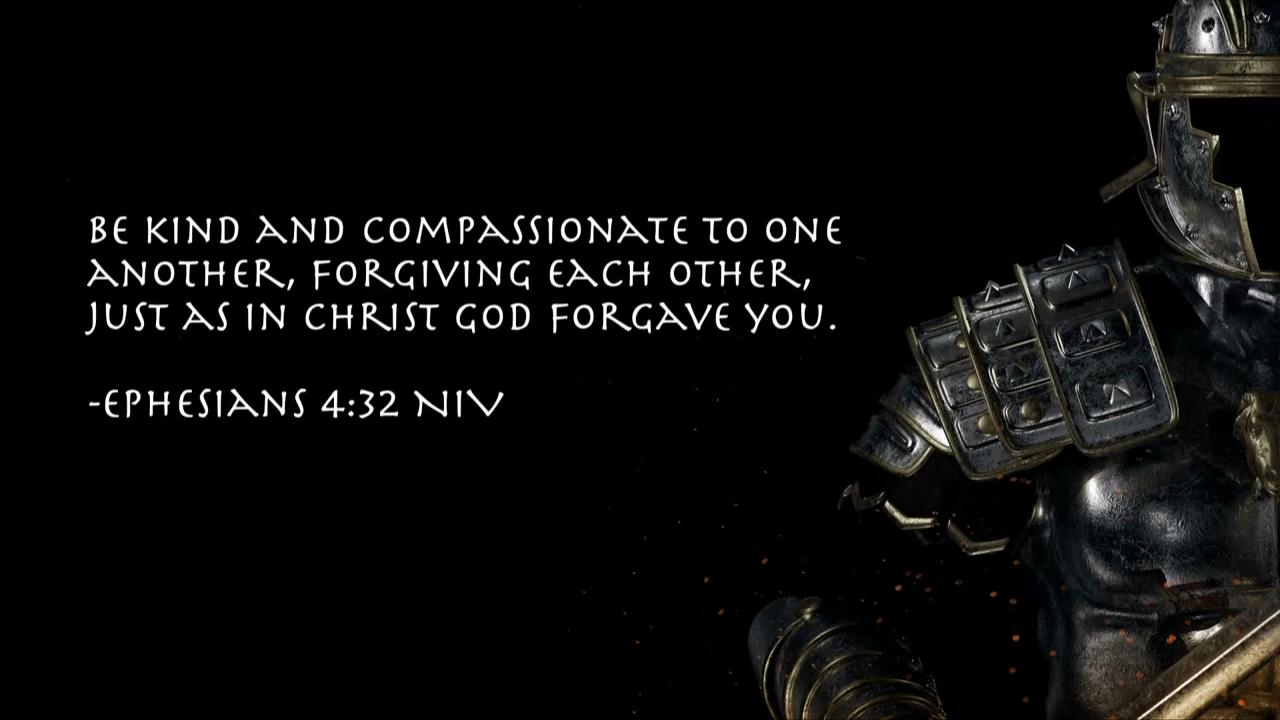 BE KIND AND COMPASSIONATE TO ONE
ANOTHER, FORGIVING EACH OTHER,
JUST AS IN CHRIST GOD FORGAVE YOU.
-EPHESIANS 4:32 NIV